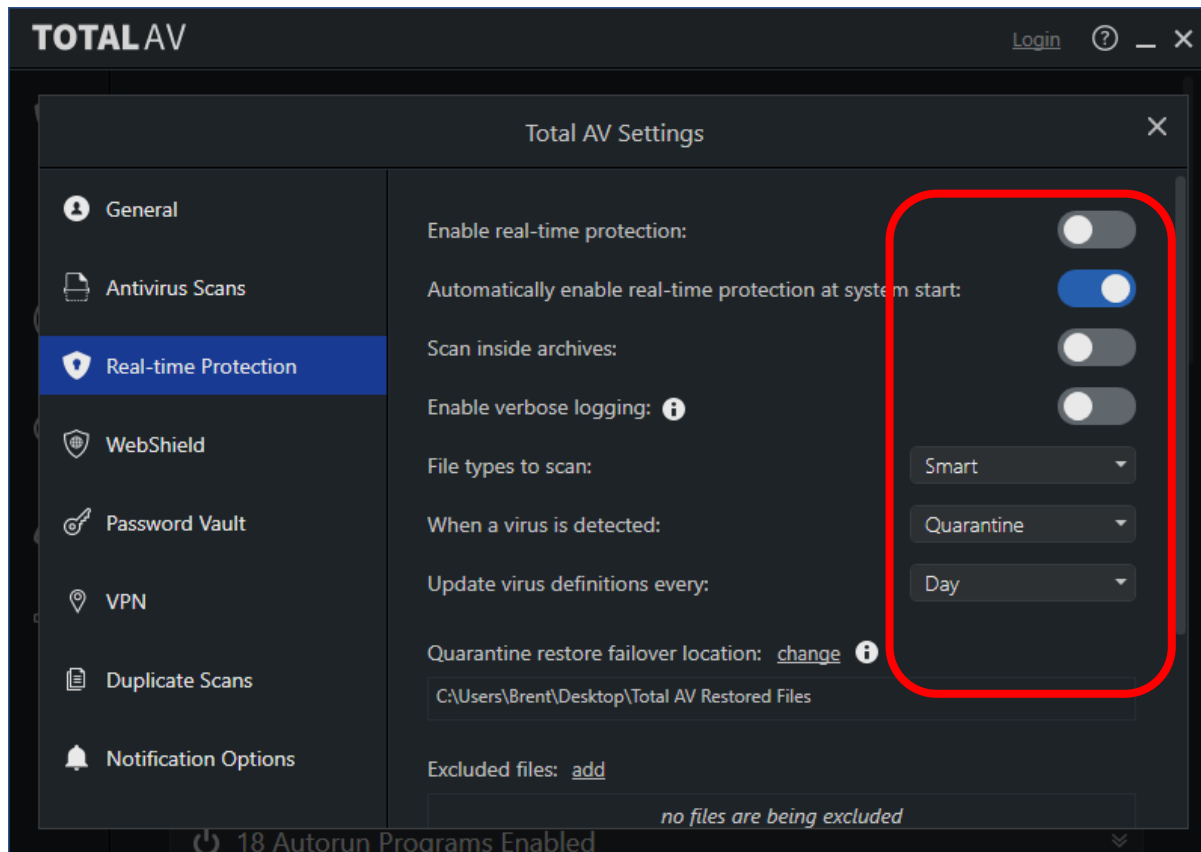 TOTALAV
Login
Total AV Settings
General
Antivirus Scans
Real-time Protection
WebShield
Password Vault
VPN
Duplicate Scans
Notification Options
Enable real-time protection:
Automatically enable real-time protection at system start:
Scan inside archives:
Enable verbose logging:
File types to scan: Smart
When a virus is detected: Quarantine
Update virus definitions every: Day
Quarantine restore failover location: change
C:\Users\Brent\Desktop\Total AV Restored Files
Excluded files: add
no files are being excluded
18 Autorun Programs Enabled